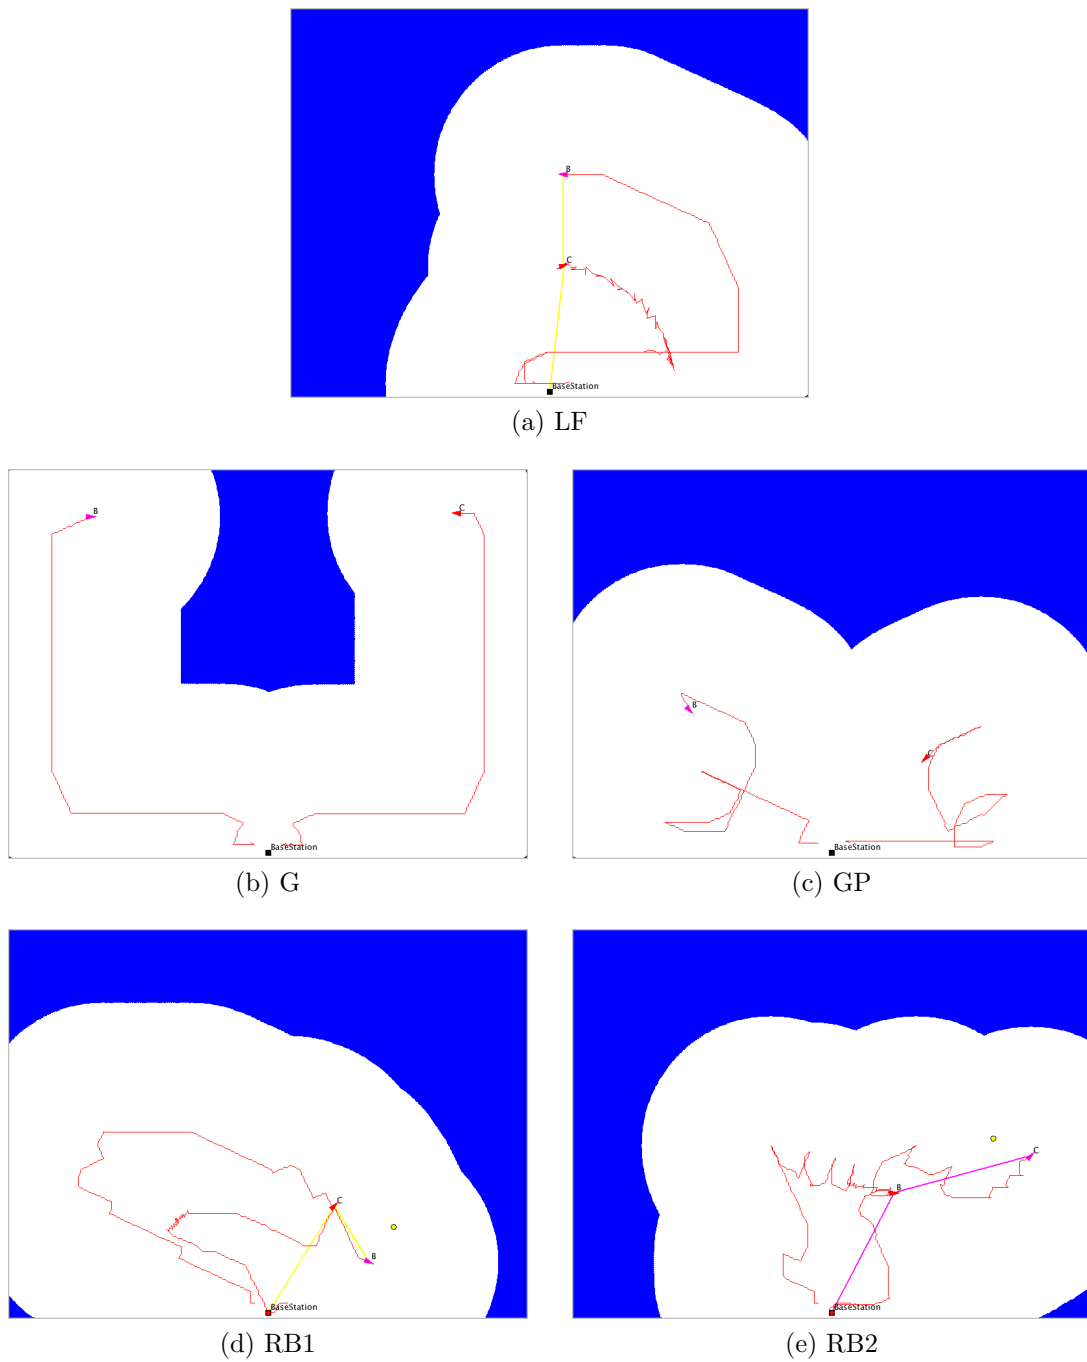 B
C
BaseStation
(a) LF
B
C
BaseStation
(b) G
B
C
BaseStation
(c) GP
C
B
BaseStation
(d) RB1
C
B
BaseStation
(e) RB2